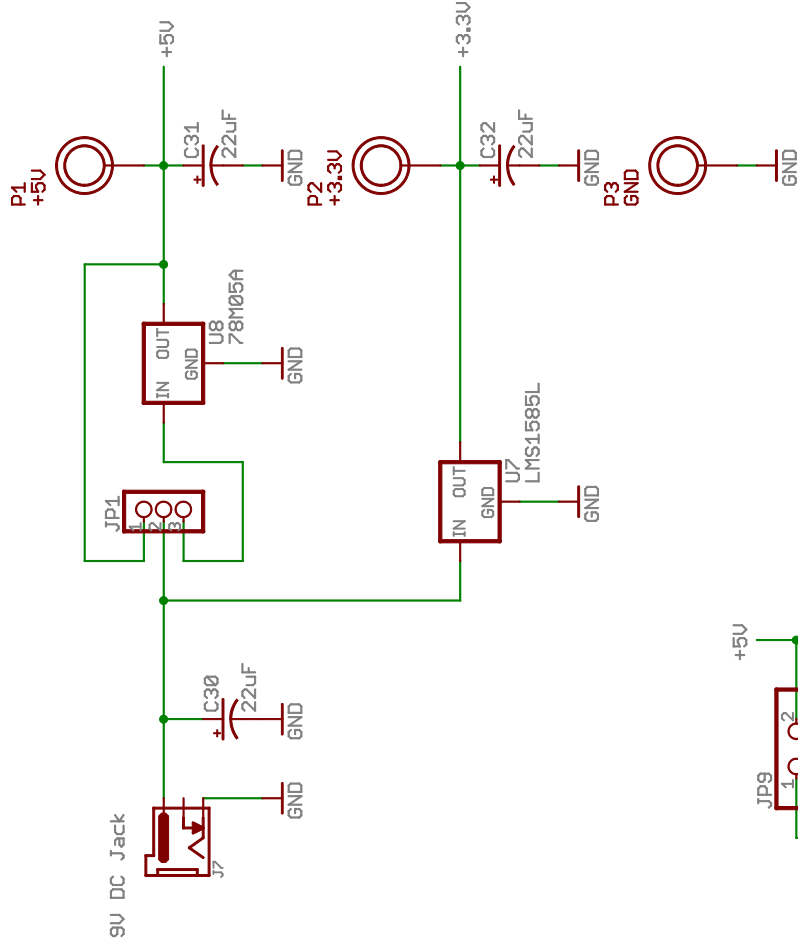 9V DC Jack
J7
GND
C30
22uF
+
GND
JP1
1
2
3
IN
OUT
GND
U8
78M05A
GND
P1
+5V
C31
22uF
+
GND
+5V
IN
OUT
GND
U7
LMS1585L
GND
P2
+3.3V
C32
22uF
+
GND
+3.3V
P3
GND
GND
JP9
1
2
+5V